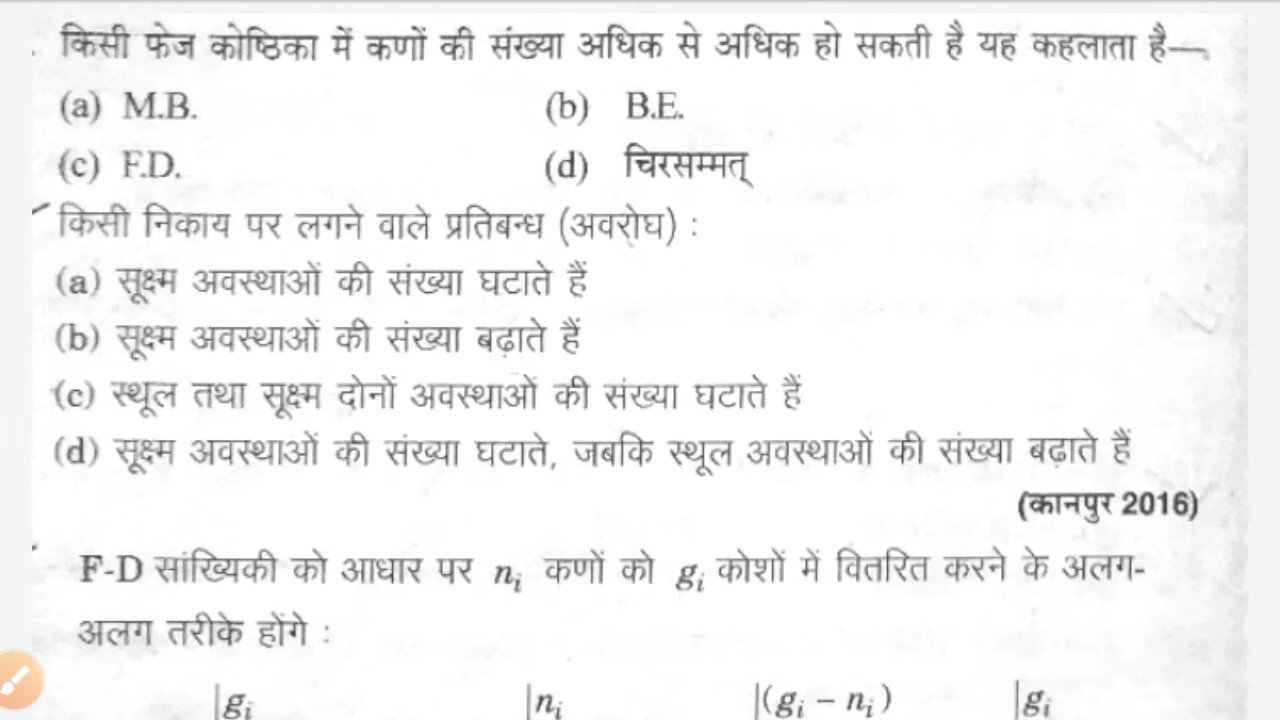 किसी फेज कोष्ठिका में कणों की संख्या अधिक से अधिक हो सकती है यह कहलाता है—
(a) M.B. (b) B.E.
(c) F.D. (d) चिरसम्मत्
किसी निकाय पर लगने वाले प्रतिबन्ध (अवरोघ) :
(a) सूक्ष्म अवस्थाओं की संख्या घटाते हैं
(b) सूक्ष्म अवस्थाओं की संख्या बढ़ाते हैं
(c) स्थूल तथा सूक्ष्म दोनों अवस्थाओं की संख्या घटाते हैं
(d) सूक्ष्म अवस्थाओं की संख्या घटाते, जबकि स्थूल अवस्थाओं की संख्या बढ़ाते हैं
(कानपुर 2016)
F-D सांख्यिकी को आधार पर nᵢ कणों को gᵢ कोशों में वितरित करने के अलग-
अलग तरीके होंगे :
|gᵢ |nᵢ |(gᵢ − nᵢ) |gᵢ